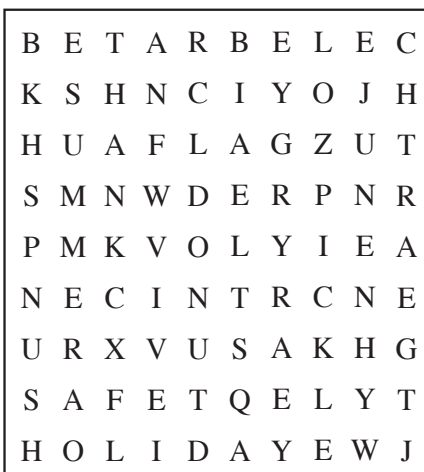 B E T A R B E L E C
K S H N C I Y O J H
H U A F L A G Z U T
S M N W D E R P N R
P M K V O L Y I E A
N E C I N T R C N E
U R X V U S A K H G
S A F E T Q E L Y T
H O L I D A Y E W J